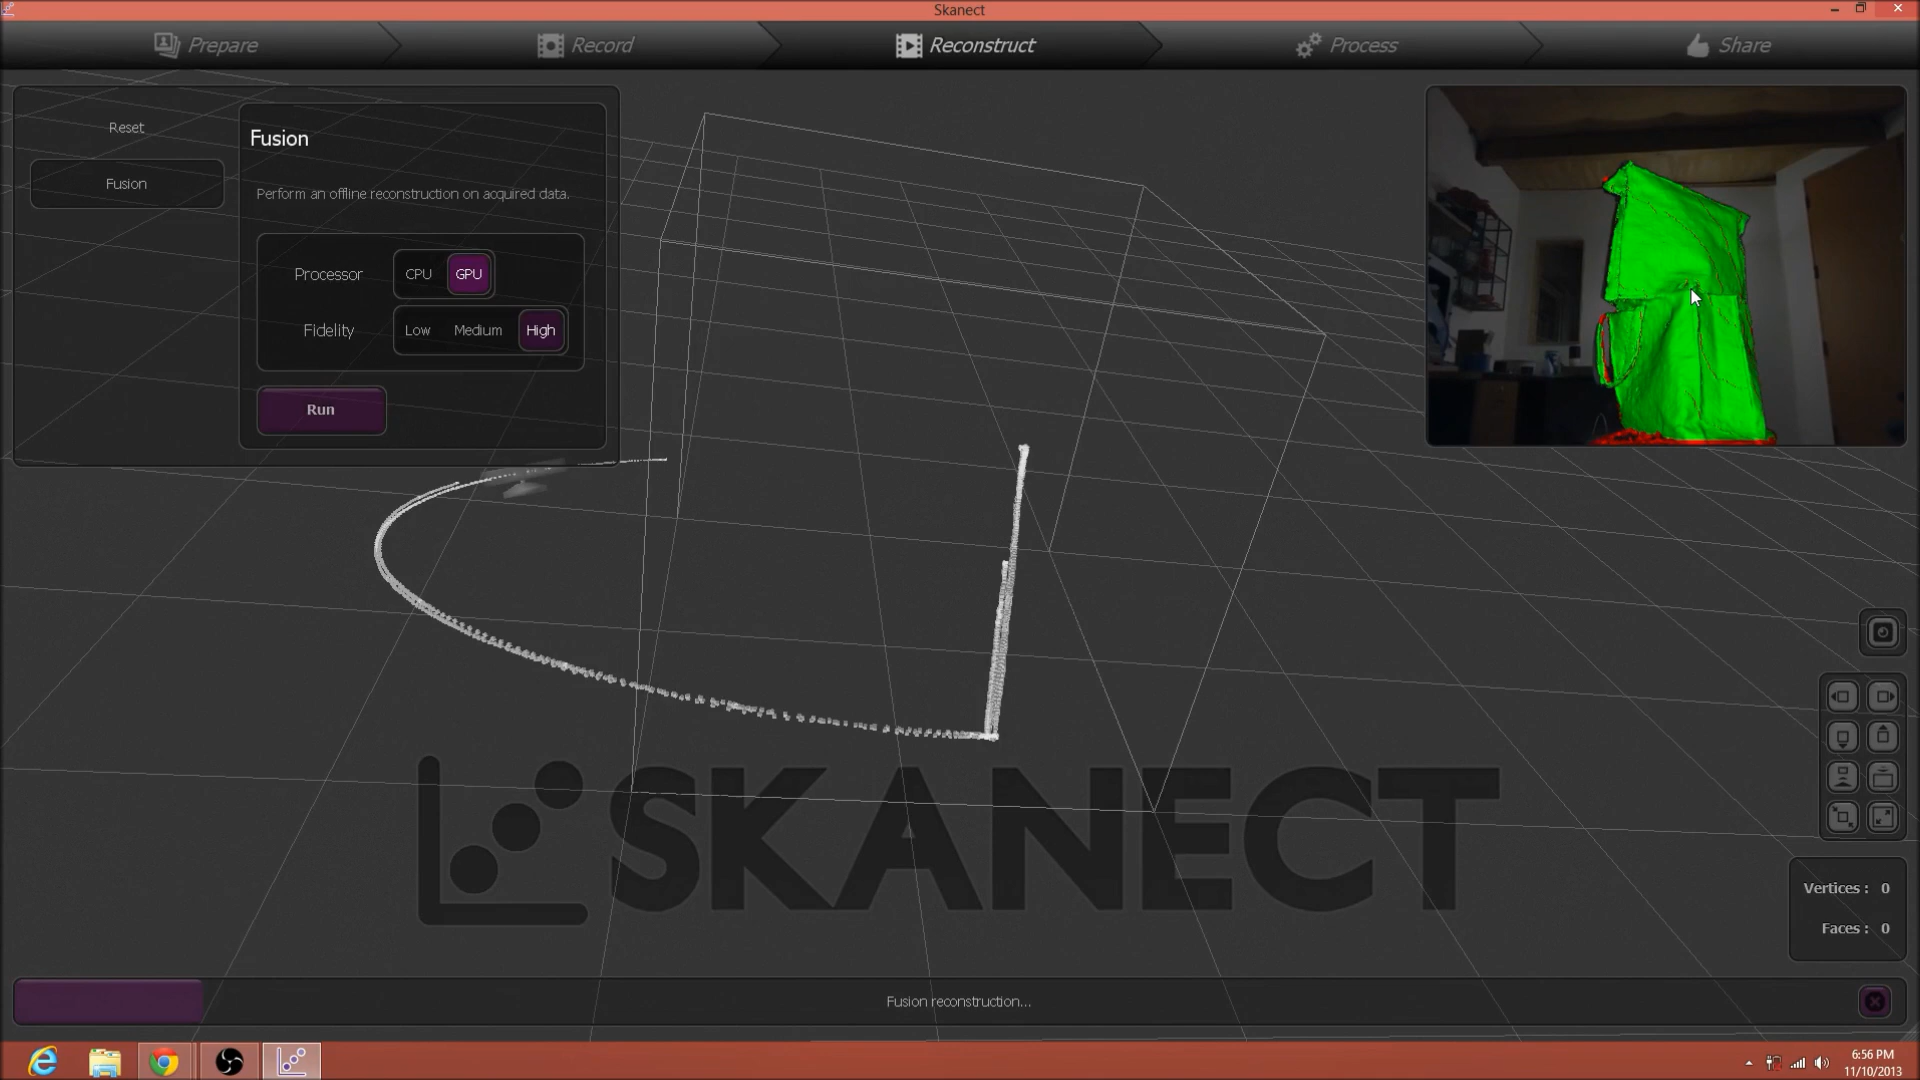 Skanect
Prepare
Record
Reconstruct
Process
Share
Reset
Fusion
Fusion
Perform an offline reconstruction on acquired data.
Processor CPU GPU
Fidelity Low Medium High
Run
SKANECT
Vertices : 0
Faces : 0
Fusion reconstruction...
6:56 PM
11/10/2013